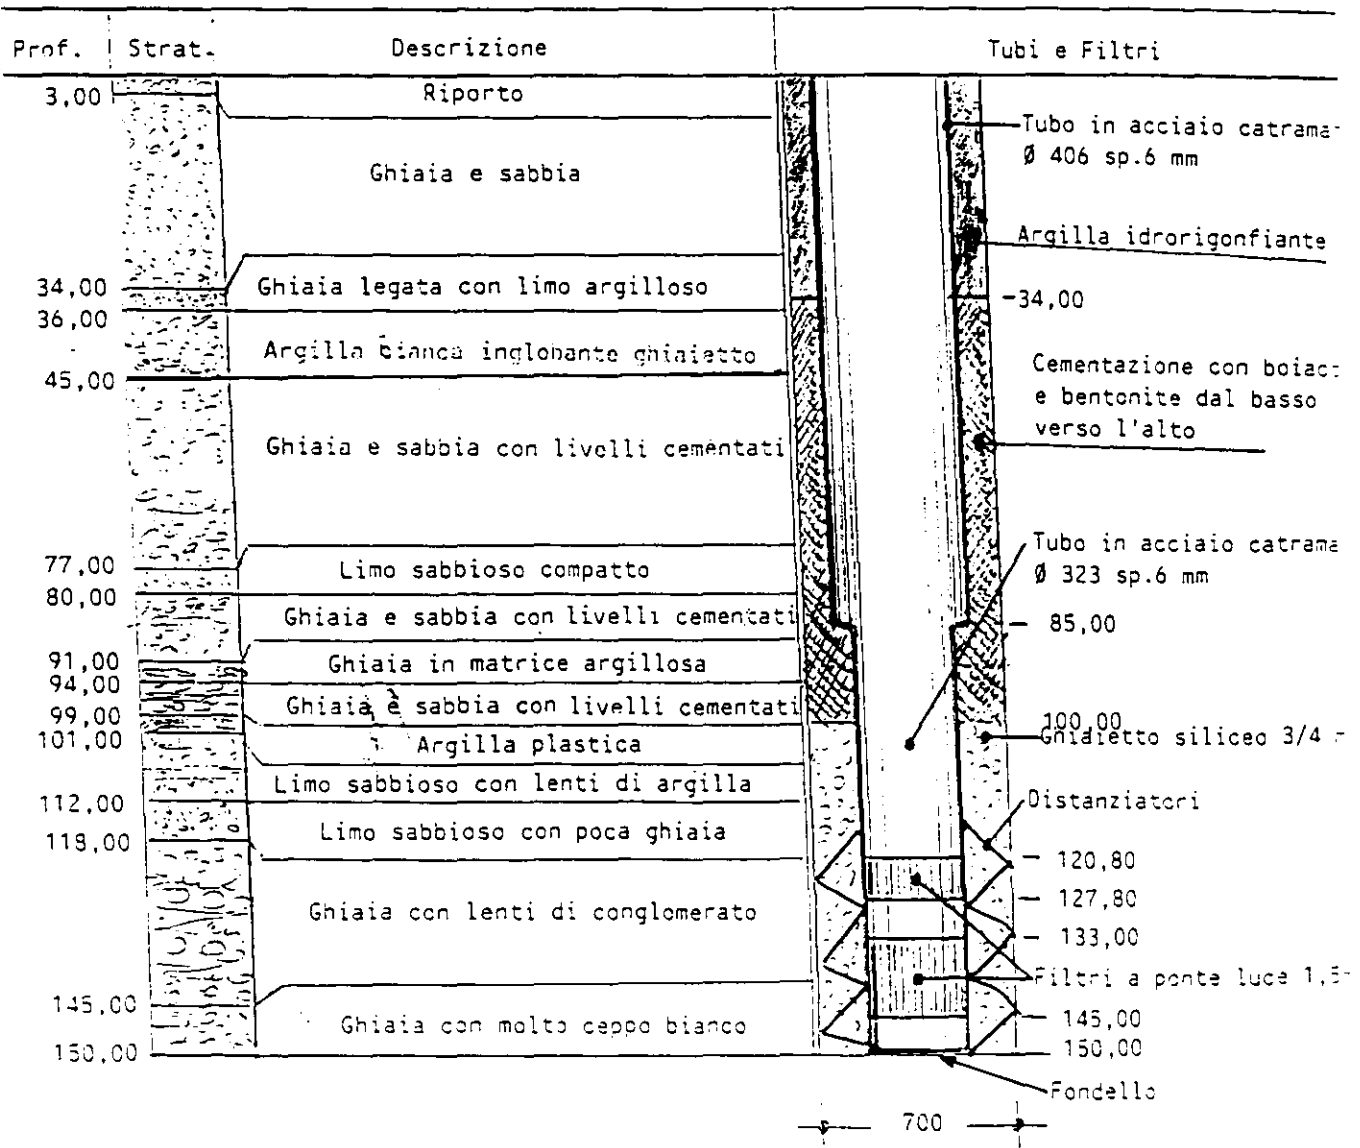 Prof. Strat. Descrizione Tubi e Filtri
3,00 Riporto
Tubo in acciaio
Ø 406 sp.6 mm
Ghiaia e sabbia
Argilla idrorigonfiante
34,00 Ghiaia legata con limo argilloso
-34,00
36,00
Argilla bianca inglobante ghiaietto
45,00
Cementazione con
e bentonite dal basso
verso l'alto
Ghiaia e sabbia con livelli cementati
Tubo in acciaio
Ø 323 sp.6 mm
77,00 Limo sabbioso compatto
80,00
Ghiaia e sabbia con livelli cementati
- 85,00
91,00 Ghiaia in matrice argillosa
94,00
Ghiaia e sabbia con livelli cementati
99,00
100,00
101,00 Argilla plastica
Ghiaietto siliceo 3/4
Limo sabbioso con lenti di argilla
112,00
Distanziatori
Limo sabbioso con poca ghiaia
118,00
- 120,80
- 127,80
Ghiaia con lenti di conglomerato
- 133,00
Filtri a ponte luce
145,00
- 145,00
Ghiaia con molto ceppo bianco
150,00
- 150,00
Fondello
700